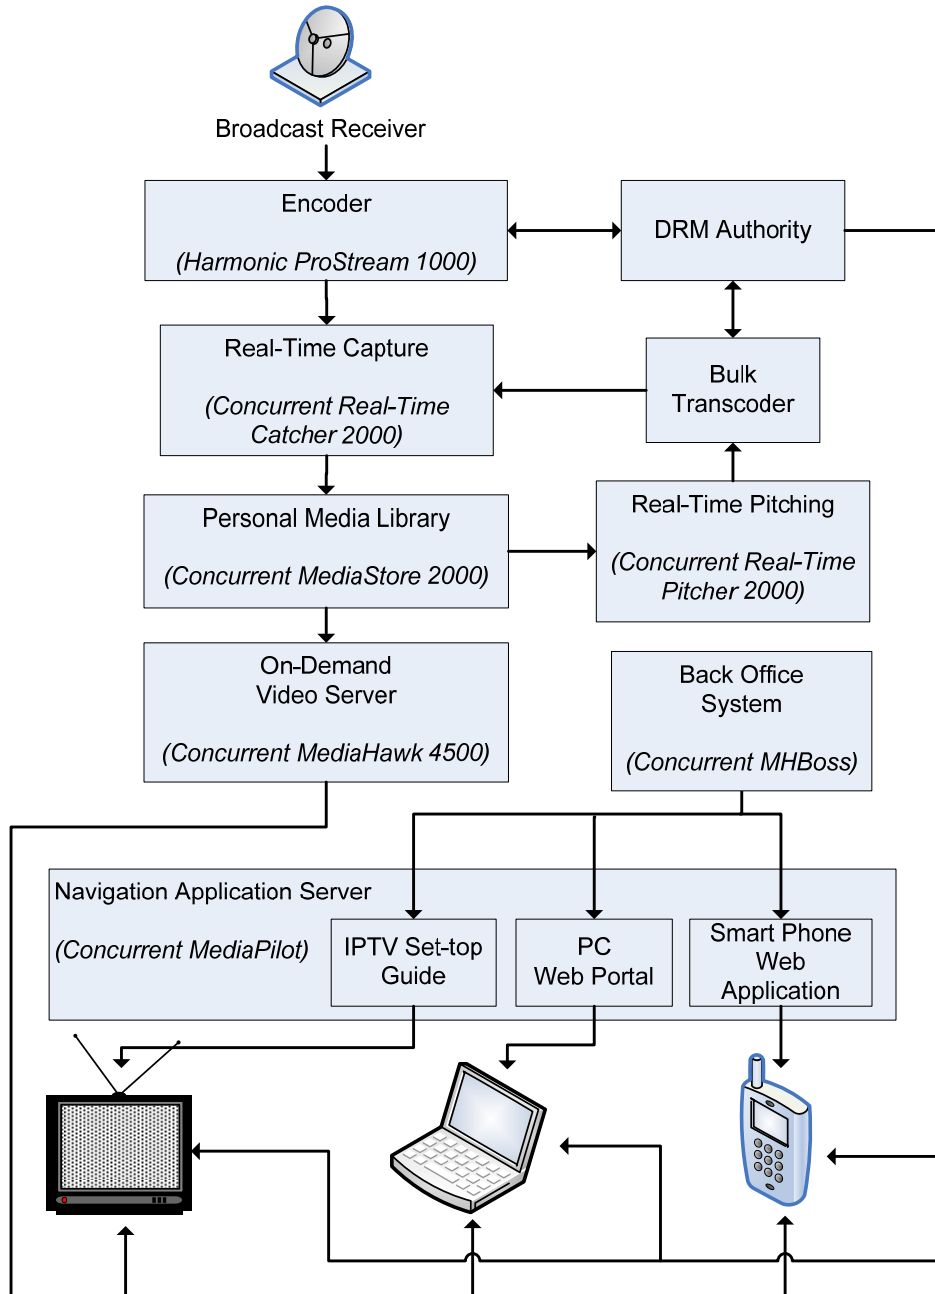 Broadcast Receiver
Encoder
(Harmonic ProStream 1000)
DRM Authority
Real-Time Capture
(Concurrent Real-Time
Catcher 2000)
Bulk
Transcoder
Personal Media Library
(Concurrent MediaStore 2000)
Real-Time Pitching
(Concurrent Real-Time
Pitcher 2000)
On-Demand
Video Server
(Concurrent MediaHawk 4500)
Back Office
System
(Concurrent MHBoss)
Navigation Application Server
(Concurrent MediaPilot)
IPTV Set-top
Guide
PC
Web Portal
Smart Phone
Web
Application